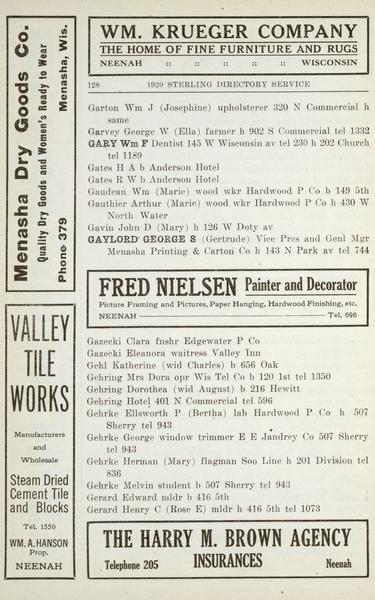 WM. KRUEGER COMPANY
THE HOME OF FINE FURNITURE AND RUGS
NEENAH :: :: :: :: WISCONSIN
Menasha Dry Goods Co.
Quality Dry Goods and Women's Ready to Wear
Phone 379 Menasha, Wis.
128 1920 STERLING DIRECTORY SERVICE
Garton Wm J (Josephine) upholsterer 320 N Commercial h
same
Garvey George W (Ella) farmer h 902 S Commercial tel 1332
GARY Wm F Dentist 145 W Wisconsin av tel 230 h 202 Church
tel 1189
Gates H A b Anderson Hotel
Gates R W b Anderson Hotel
Gaudean Wm (Marie) wood wkr Hardwood P Co b 149 5th
Gauthier Arthur (Marie) wood wkr Hardwood P Co h 430 W
North Water
Gavin John D (Mary) h 126 W Doty av
GAYLORD GEORGE S (Gertrude) Vice Pres and Genl Mgr
Menasha Printing & Carton Co h 143 N Park av tel 744
FRED NIELSEN Painter and Decorator
Picture Framing and Pictures, Paper Hanging, Hardwood Finishing, etc.
NEENAH Tel. 696
VALLEY
TILE
WORKS
Manufacturers
and
Wholesale
Steam Dried
Cement Tile
and Blocks
Tel. 1550
WM. A. HANSON
Prop.
NEENAH
Gazecki Clara fnshr Edgewater P Co
Gazecki Eleanora waitress Valley Inn
Gehl Katherine (wid Charles) b 656 Oak
Gehring Mrs Dora opr Wis Tel Co b 120 1st tel 1350
Gehring Dorothea (wid August) b 216 Hewitt
Gehring Hotel 401 N Commercial tel 596
Gehrke Ellsworth P (Bertha) lab Hardwood P Co h 507
Sherry tel 943
Gehrke George window trimmer E E Jandrey Co 507 Sherry
tel 943
Gehrke Herman (Mary) flagman Soo Line h 201 Division tel
836
Gehrke Melvin student b 507 Sherry tel 943
Gerard Edward mldr b 416 5th
Gerard Henry C (Rose E) mldr h 416 5th tel 1073
THE HARRY M. BROWN AGENCY
Telephone 205 INSURANCES Neenah